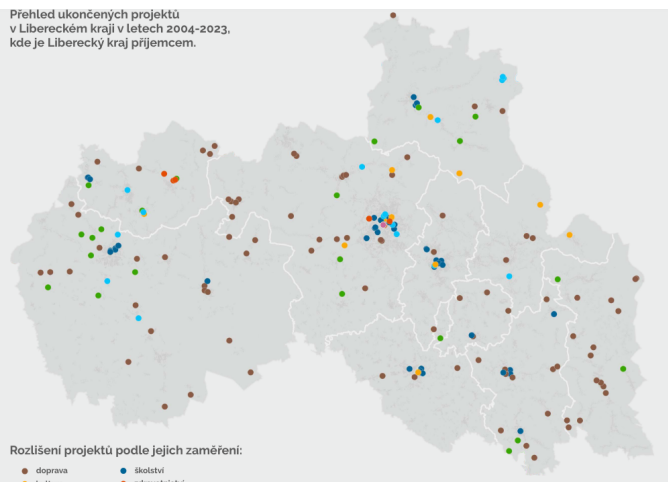 Přehled ukončených projektů
v Libereckém kraji v letech 2004-2023,
kde je Liberecký kraj příjemcem.
Rozlišení projektů podle jejich zaměření:
doprava
školství